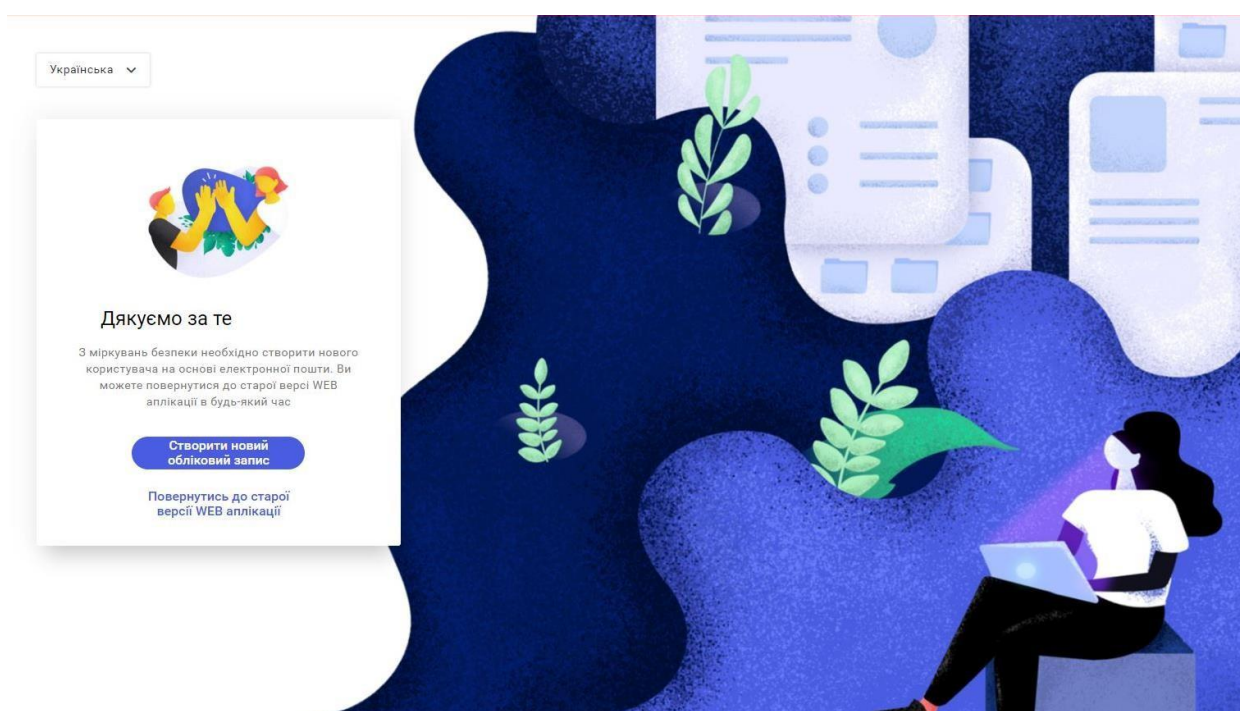 Українська
Дякуємо за те
З міркувань безпеки необхідно створити нового
користувача на основі електронної пошти. Ви
можете повернутися до старої версі WEB
аплікації в будь-який час
Створити новий
обліковий запис
Повернутись до старої
версії WEB аплікації